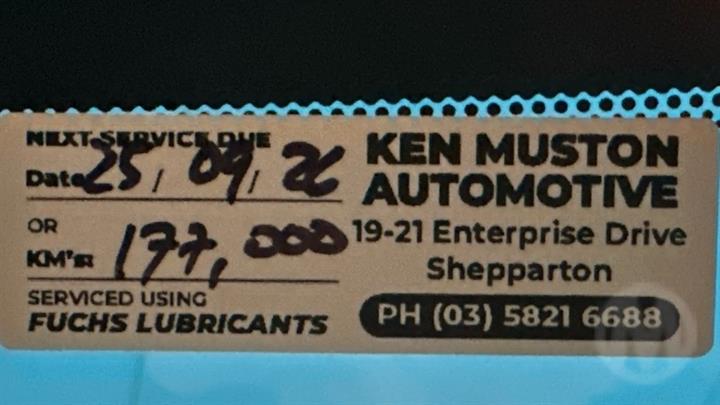 NEXT SERVICE DUE
Date 25/09/26
OR
KM's: 177,000
SERVICED USING
FUCHS LUBRICANTS
KEN MUSTON
AUTOMOTIVE
19-21 Enterprise Drive
Shepparton
PH (03) 5821 6688